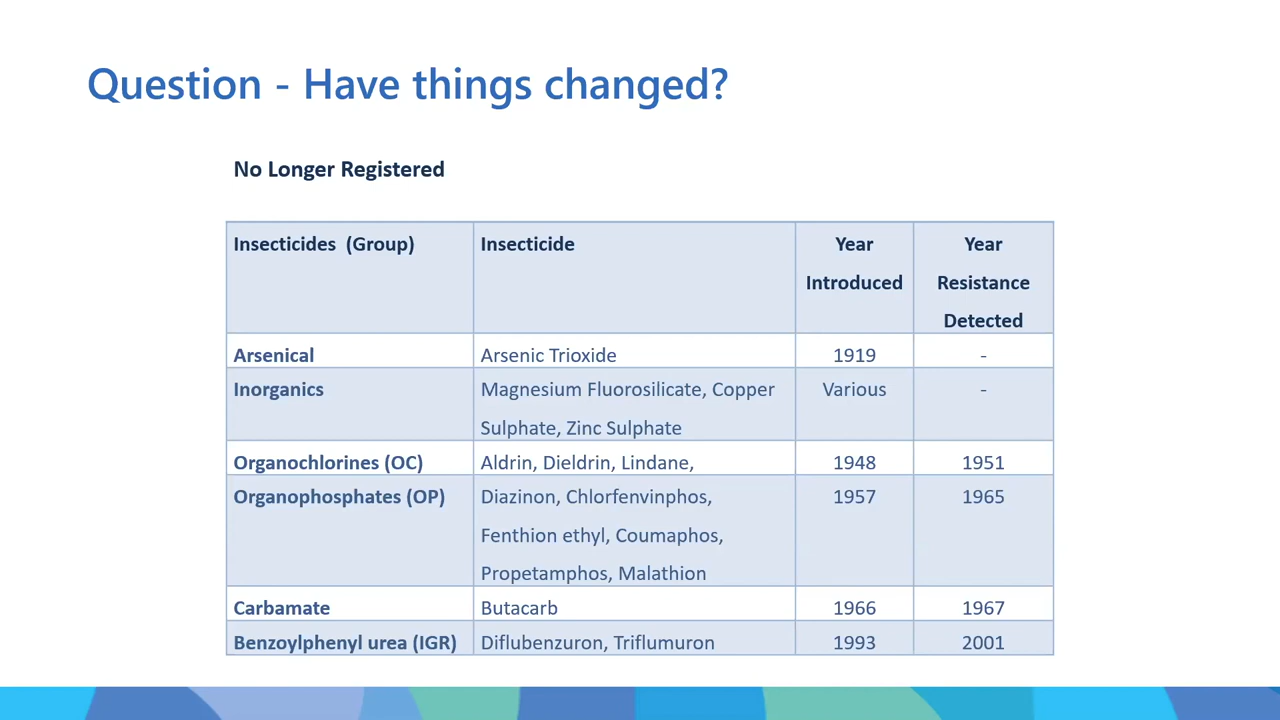 Question - Have things changed?
No Longer Registered
Insecticides (Group) Insecticide Year Introduced Year Resistance Detected
Arsenical Arsenic Trioxide 1919 -
Inorganics Magnesium Fluorosilicate, Copper Various -
Sulphate, Zinc Sulphate
Organochlorines (OC) Aldrin, Dieldrin, Lindane, 1948 1951
Organophosphates (OP) Diazinon, Chlorfenvinphos, 1957 1965
Fenthion ethyl, Coumaphos,
Propetamphos, Malathion
Carbamate Butacarb 1966 1967
Benzoylphenyl urea (IGR) Diflubenzuron, Triflumuron 1993 2001